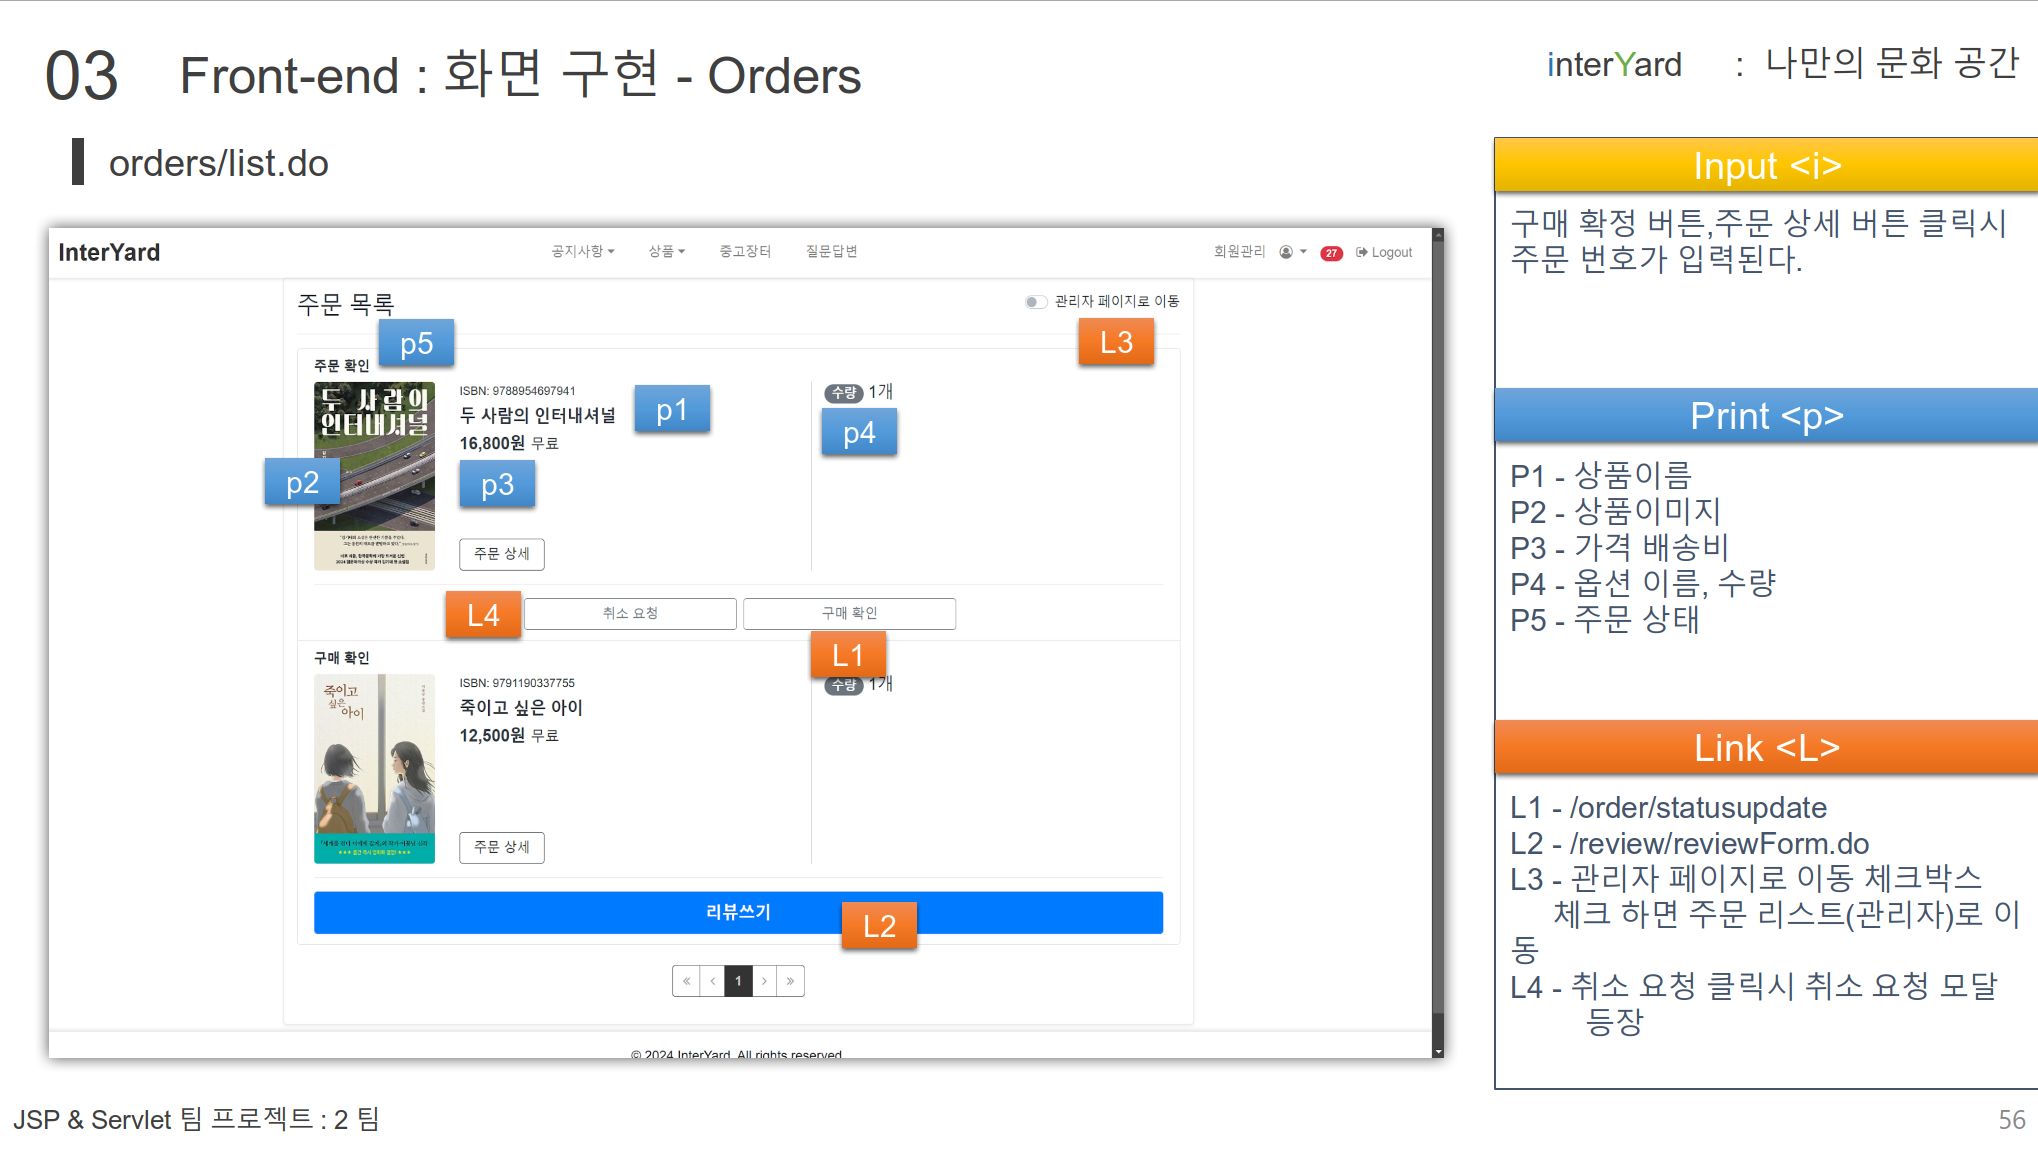 03 Front-end : 화면 구현 - Orders
interYard : 나만의 문화 공간
orders/list.do
InterYard
공지사항
상품
중고장터
질문답변
회원관리
27
Logout
주문 목록
관리자 페이지로 이동
p5
L3
주문 확인
두 사람의
인터내셔널
ISBN: 9788954697941
두 사람의 인터내셔널
p1
16,800원 무료
수량 1개
p4
p2
p3
주문 상세
L4
취소 요청
구매 확인
L1
구매 확인
죽이고
싶은
아이
ISBN: 9791190337755
죽이고 싶은 아이
12,500원 무료
수량 1개
주문 상세
리뷰쓰기
L2
« ‹ 1 › »
© 2024 InterYard. All rights reserved.
Input <i>
구매 확정 버튼,주문 상세 버튼 클릭시
주문 번호가 입력된다.
Print <p>
P1 - 상품이름
P2 - 상품이미지
P3 - 가격 배송비
P4 - 옵션 이름, 수량
P5 - 주문 상태
Link <L>
L1 - /order/statusupdate
L2 - /review/reviewForm.do
L3 - 관리자 페이지로 이동 체크박스
체크 하면 주문 리스트(관리자)로 이
동
L4 - 취소 요청 클릭시 취소 요청 모달
등장
JSP & Servlet 팀 프로젝트 : 2 팀
56